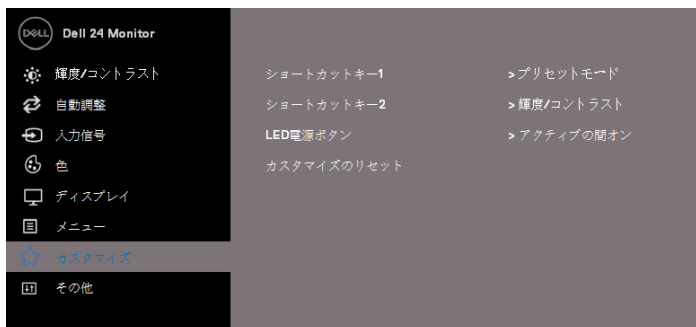 DELL Dell 24 Monitor
輝度/コントラスト
自動調整
入力信号
色
ディスプレイ
メニュー
カスタマイズ
その他
ショートカットキー1 >プリセットモード
ショートカットキー2 >輝度/コントラスト
LED電源ボタン >アクティブの間オン
カスタマイズのリセット